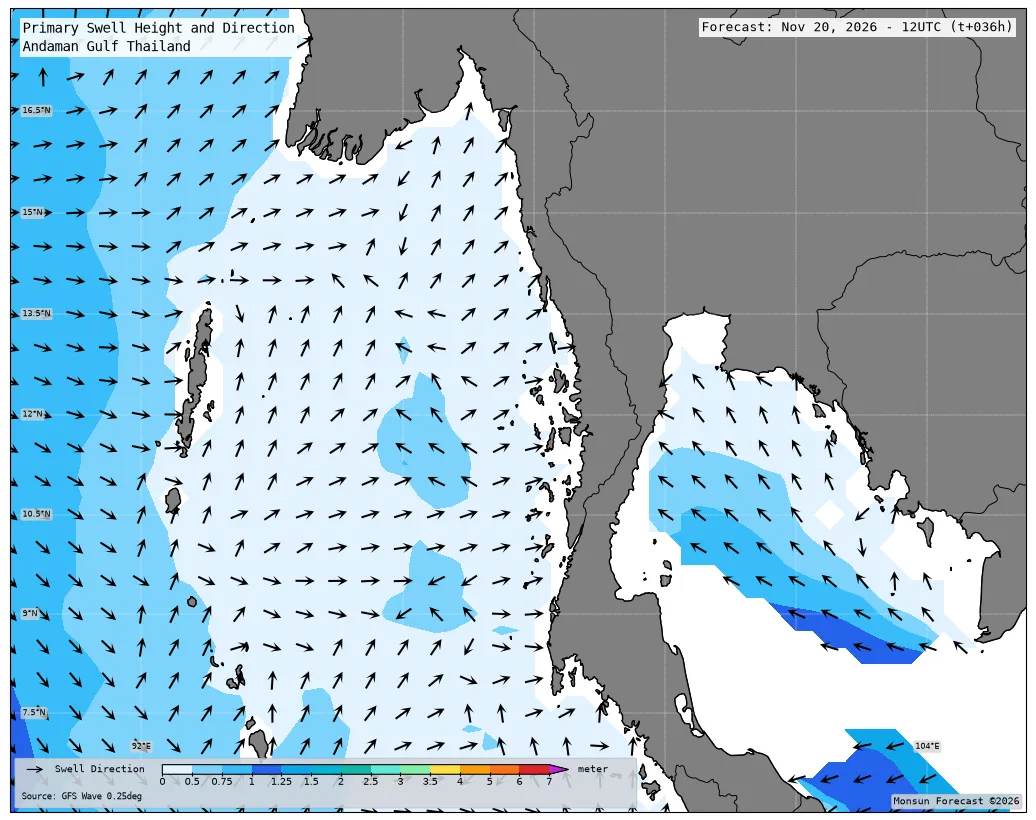 Primary Swell Height and Direction
Andaman Gulf Thailand
Forecast: Nov 20, 2026 - 12UTC (t+036h)
16.5°N
15°N
13.5°N
12°N
10.5°N
9°N
7.5°N
92°E
104°E
Swell Direction
meter
0 0.5 0.75 1.25 1.5 2 2.5 3 3.5 4 5 6 7
Source: GFS Wave 0.25deg
Monsun Forecast ©2026